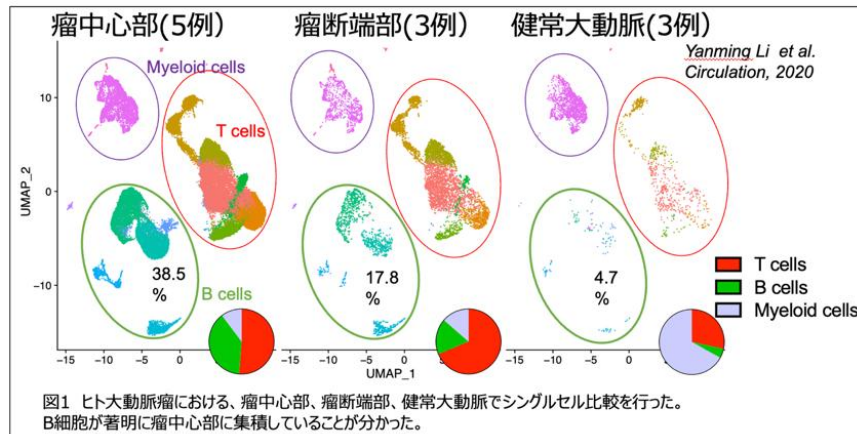 瘤中心部(5例)
瘤断端部(3例)
健常大動脈(3例)
Yanming Li et al.
Circulation, 2020
Myeloid cells
T cells
10
5
0
-5
-10
-15
UMAP_2
38.5
%
17.8
%
4.7
%
B cells
T cells
B cells
Myeloid cells
-15 -10 -5 0 5
-15 -10 -5 0 5
-15 -10 -5 0 5
UMAP_1
図1 ヒト大動脈瘤における、瘤中心部、瘤断端部、健常大動脈でシングルセル比較を行った。
B細胞が著明に瘤中心部に集積していることが分かった。